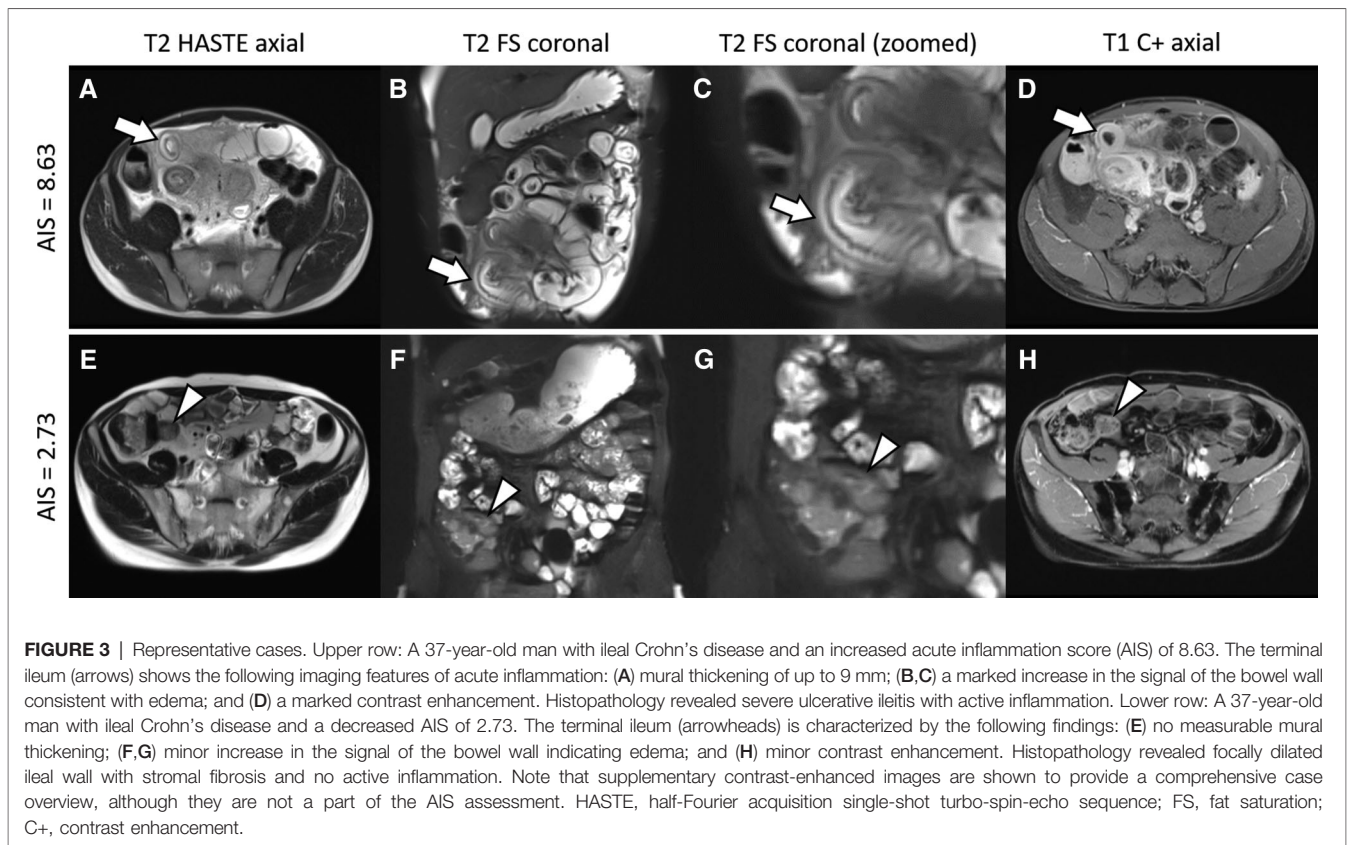 T2 HASTE axial T2 FS coronal T2 FS coronal (zoomed) T1 C+ axial
AIS = 8.63
A B C D
AIS = 2.73
E F G H
FIGURE 3 | Representative cases. Upper row: A 37-year-old man with ileal Crohn's disease and an increased acute inflammation score (AIS) of 8.63. The terminal
ileum (arrows) shows the following imaging features of acute inflammation: (A) mural thickening of up to 9 mm; (B,C) a marked increase in the signal of the bowel wall
consistent with edema; and (D) a marked contrast enhancement. Histopathology revealed severe ulcerative ileitis with active inflammation. Lower row: A 37-year-old
man with ileal Crohn's disease and a decreased AIS of 2.73. The terminal ileum (arrowheads) is characterized by the following findings: (E) no measurable mural
thickening; (F,G) minor increase in the signal of the bowel wall indicating edema; and (H) minor contrast enhancement. Histopathology revealed focally dilated
ileal wall with stromal fibrosis and no active inflammation. Note that supplementary contrast-enhanced images are shown to provide a comprehensive case
overview, although they are not a part of the AIS assessment. HASTE, half-Fourier acquisition single-shot turbo-spin-echo sequence; FS, fat saturation;
C+, contrast enhancement.